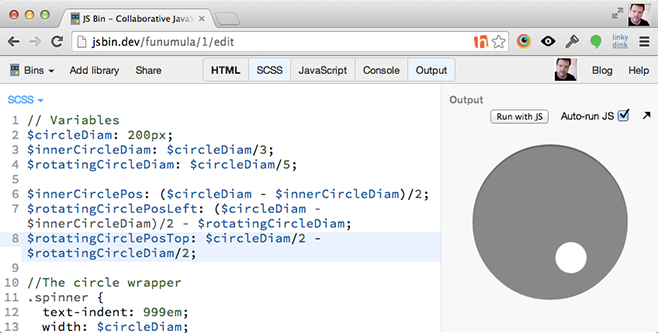 JS Bin – Collaborative JavaS
jsbin.dev/funumula/1/edit
linky dink
Bins Add library Share HTML SCSS JavaScript Console Output Blog Help
SCSS
Output
Run with JS Auto-run JS
1 // Variables
2 $circleDiam: 200px;
3 $innerCircleDiam: $circleDiam/3;
4 $rotatingCircleDiam: $circleDiam/5;
5
6 $innerCirclePos: ($circleDiam - $innerCircleDiam)/2;
7 $rotatingCirclePosLeft: ($circleDiam -
$innerCircleDiam)/2 - $rotatingCircleDiam;
8 $rotatingCirclePosTop: $circleDiam/2 -
$rotatingCircleDiam/2;
9
10 //The circle wrapper
11 .spinner {
12 text-indent: 999em;
13 width: $circleDiam;